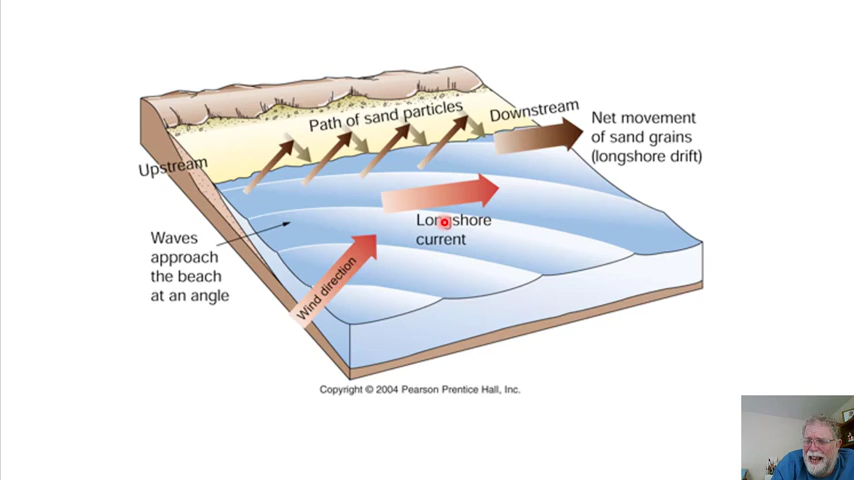 Path of sand particles
Downstream
Net movement
of sand grains
(longshore drift)
Upstream
Longshore
current
Waves
approach
the beach
at an angle
Wind direction
Copyright © 2004 Pearson Prentice Hall, Inc.